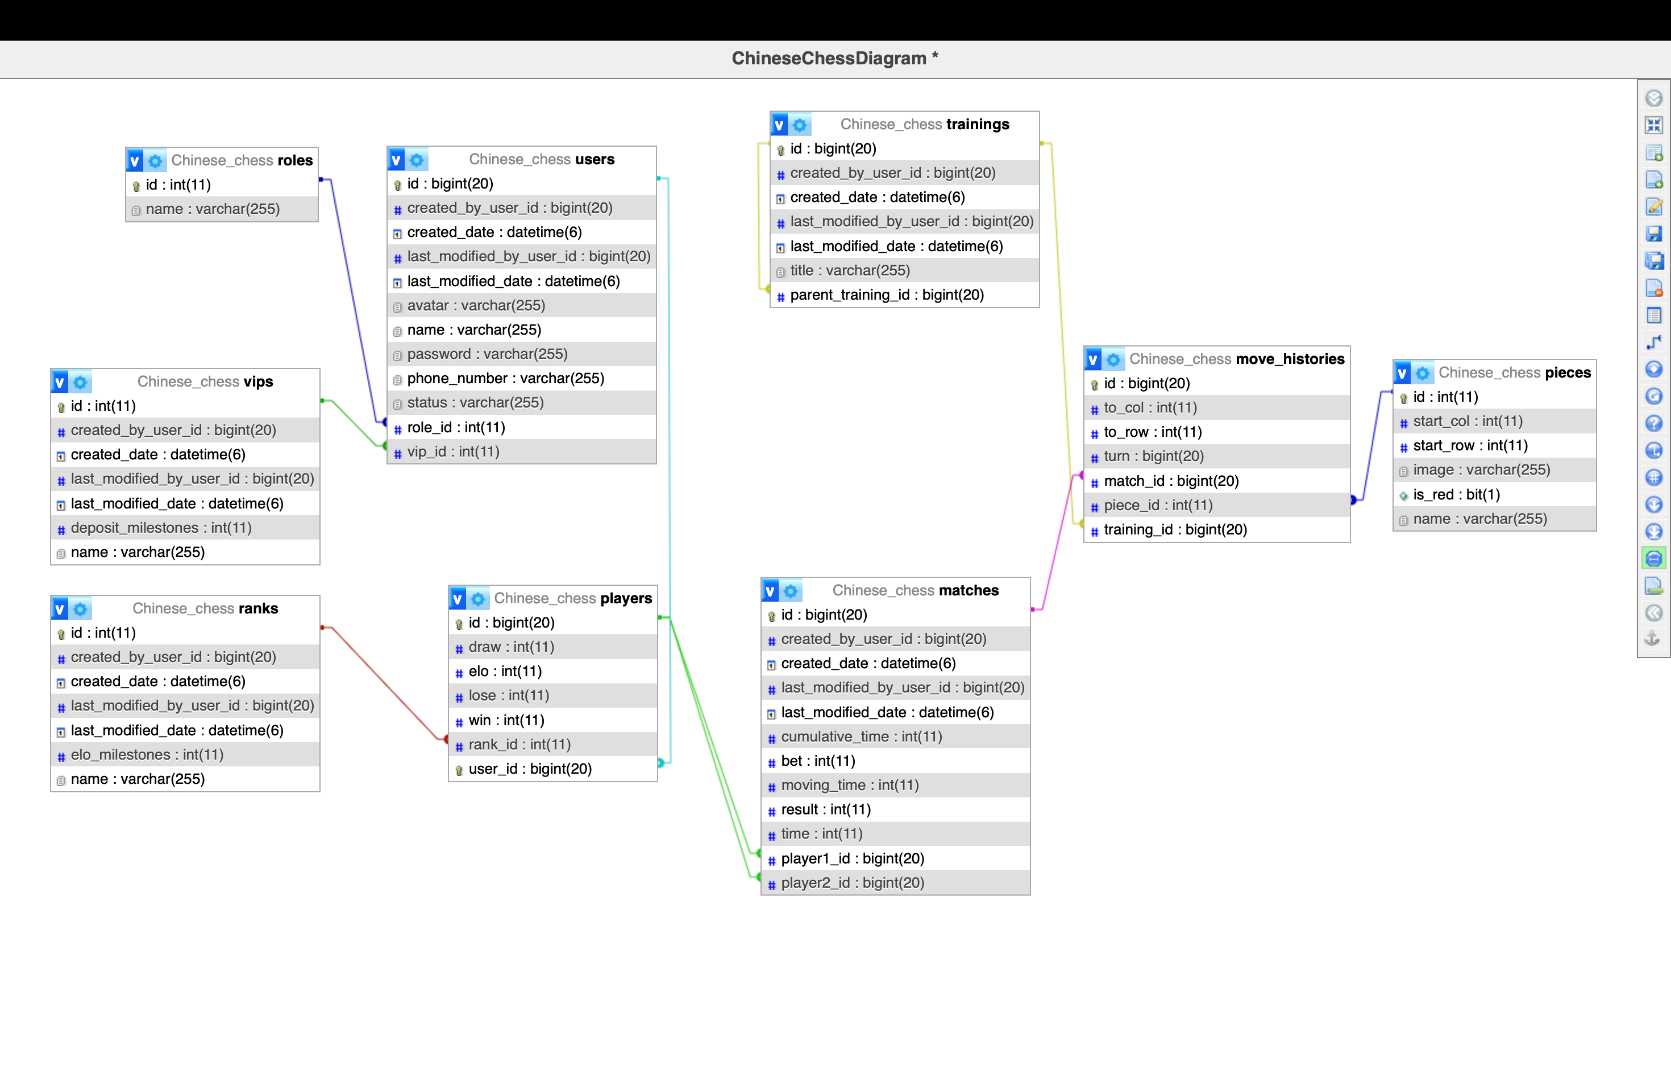 ChineseChessDiagram *
Chinese_chess roles
id : int(11)
name : varchar(255)
Chinese_chess users
id : bigint(20)
created_by_user_id : bigint(20)
created_date : datetime(6)
last_modified_by_user_id : bigint(20)
last_modified_date : datetime(6)
avatar : varchar(255)
name : varchar(255)
password : varchar(255)
phone_number : varchar(255)
status : varchar(255)
role_id : int(11)
vip_id : int(11)
Chinese_chess trainings
id : bigint(20)
created_by_user_id : bigint(20)
created_date : datetime(6)
last_modified_by_user_id : bigint(20)
last_modified_date : datetime(6)
title : varchar(255)
parent_training_id : bigint(20)
Chinese_chess vips
id : int(11)
created_by_user_id : bigint(20)
created_date : datetime(6)
last_modified_by_user_id : bigint(20)
last_modified_date : datetime(6)
deposit_milestones : int(11)
name : varchar(255)
Chinese_chess move_histories
id : bigint(20)
to_col : int(11)
to_row : int(11)
turn : bigint(20)
match_id : bigint(20)
piece_id : int(11)
training_id : bigint(20)
Chinese_chess pieces
id : int(11)
start_col : int(11)
start_row : int(11)
image : varchar(255)
is_red : bit(1)
name : varchar(255)
Chinese_chess ranks
id : int(11)
created_by_user_id : bigint(20)
created_date : datetime(6)
last_modified_by_user_id : bigint(20)
last_modified_date : datetime(6)
elo_milestones : int(11)
name : varchar(255)
Chinese_chess players
id : bigint(20)
draw : int(11)
elo : int(11)
lose : int(11)
win : int(11)
rank_id : int(11)
user_id : bigint(20)
Chinese_chess matches
id : bigint(20)
created_by_user_id : bigint(20)
created_date : datetime(6)
last_modified_by_user_id : bigint(20)
last_modified_date : datetime(6)
cumulative_time : int(11)
bet : int(11)
moving_time : int(11)
result : int(11)
time : int(11)
player1_id : bigint(20)
player2_id : bigint(20)